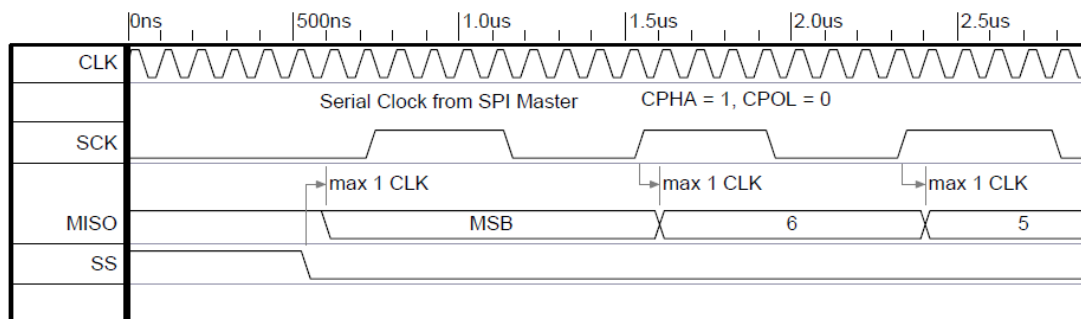 0ns 500ns 1.0us 1.5us 2.0us 2.5us
CLK
Serial Clock from SPI Master CPHA = 1, CPOL = 0
SCK
max 1 CLK max 1 CLK max 1 CLK
MISO MSB 6 5
SS